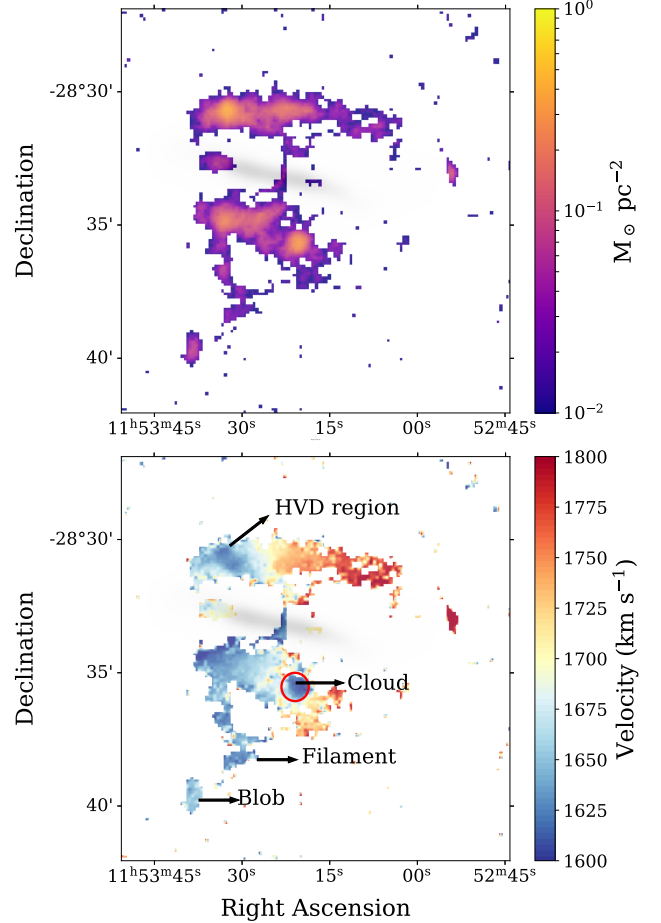 10⁰
-28°30'
Declination
M⊙ pc⁻²
10⁻¹
35'
40'
10⁻²
11ʰ53ᵐ45ˢ 30ˢ 15ˢ 00ˢ 52ᵐ45ˢ
1800
HVD region
1775
-28°30'
1750
1725
Declination
Velocity (km s⁻¹)
1700
35'
Cloud
1675
Filament
1650
40'
Blob
1625
1600
11ʰ53ᵐ45ˢ 30ˢ 15ˢ 00ˢ 52ᵐ45ˢ
Right Ascension